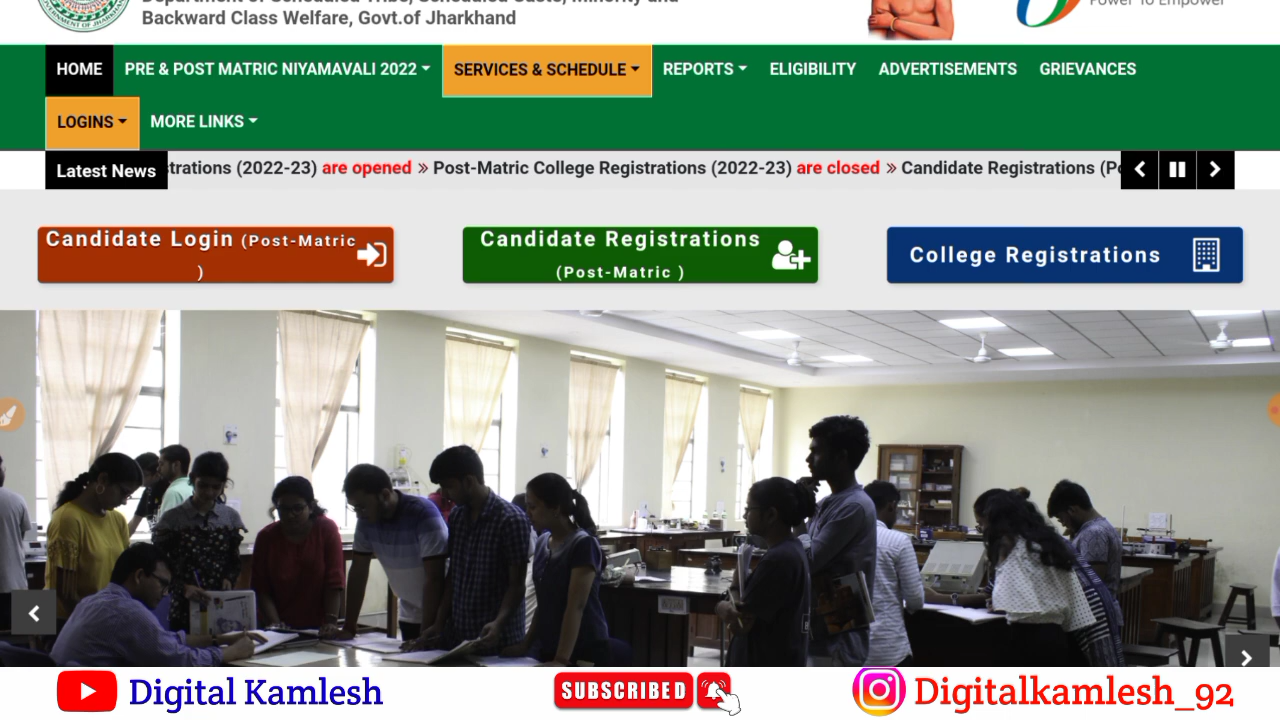 Backward Class Welfare, Govt.of Jharkhand
HOME PRE & POST MATRIC NIYAMAVALI 2022 SERVICES & SCHEDULE REPORTS ELIGIBILITY ADVERTISEMENTS GRIEVANCES
LOGINS MORE LINKS
Latest News strations (2022-23) are opened » Post-Matric College Registrations (2022-23) are closed » Candidate Registrations
Candidate Login (Post-Matric
)
Candidate Registrations
(Post-Matric )
College Registrations
Digital Kamlesh
SUBSCRIBED
Digitalkamlesh_92